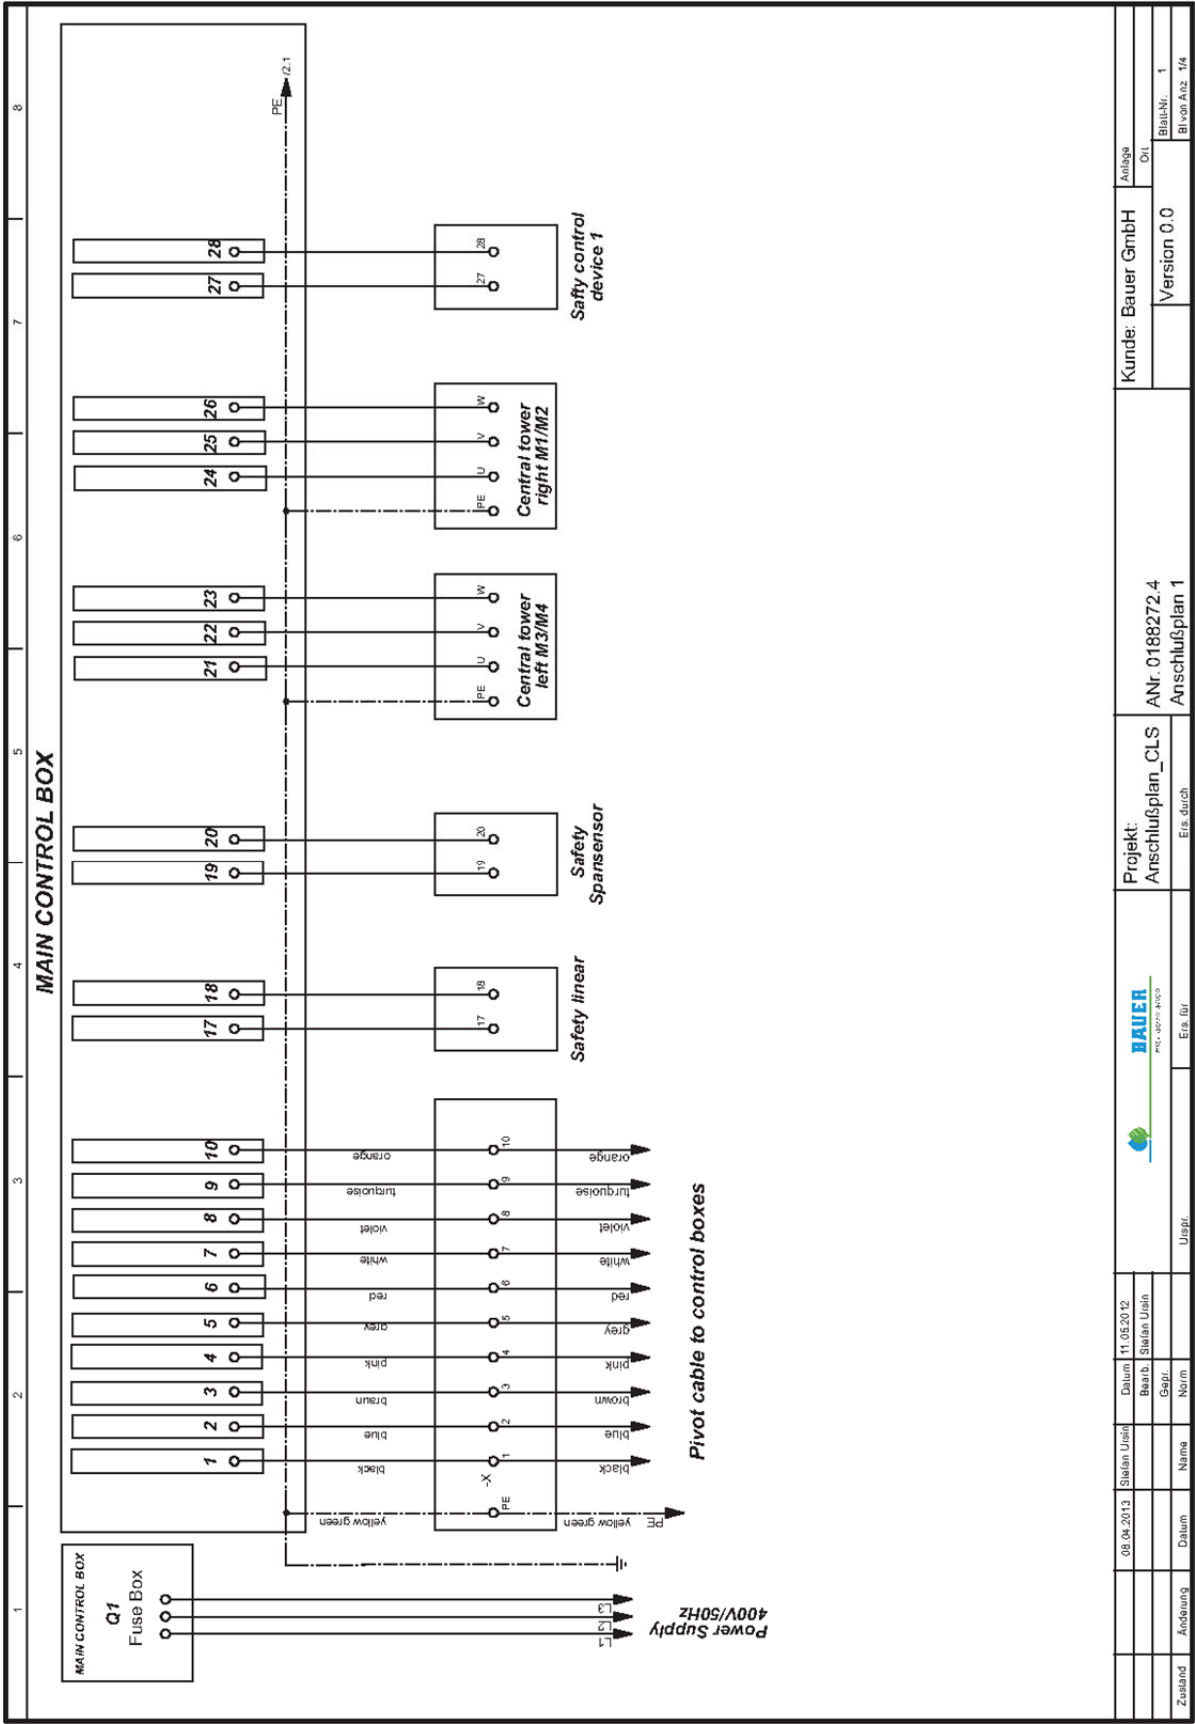 1
2
3
4
5
6
7
8
MAIN CONTROL BOX
MAIN CONTROL BOX
Q1
Fuse Box
L1
L2
L3
Power Supply
400V/50Hz
1
2
3
4
5
6
7
8
9
10
17
18
19
20
21
22
23
24
25
26
27
28
PE
/2.1
yellow green
black
blue
braun
pink
grey
red
white
violet
turquoise
orange
-X
PE
1
2
3
4
5
6
7
8
9
10
PE
yellow green
black
blue
brown
pink
grey
red
white
violet
turquoise
orange
Pivot cable to control boxes
17
18
Safety linear
19
20
Safety
Spansensor
PE
U
V
W
Central tower
left M3/M4
PE
U
V
W
Central tower
right M1/M2
27
28
Safty control
device 1
08.04.2013
Stefan Ursin
Datum
11.05.2012
Bearb.
Stefan Ursin
Gepr.
Zustand
Änderung
Datum
Name
Norm
Urspr.
Ers. für
Ers. durch
BAUER
Projekt:
Anschlußplan_CLS
ANr. 0188272.4
Anschlußplan 1
Kunde: Bauer GmbH
Version 0.0
Anlage
Ort
Blatt-Nr. 1
Bl von Anz 1/4